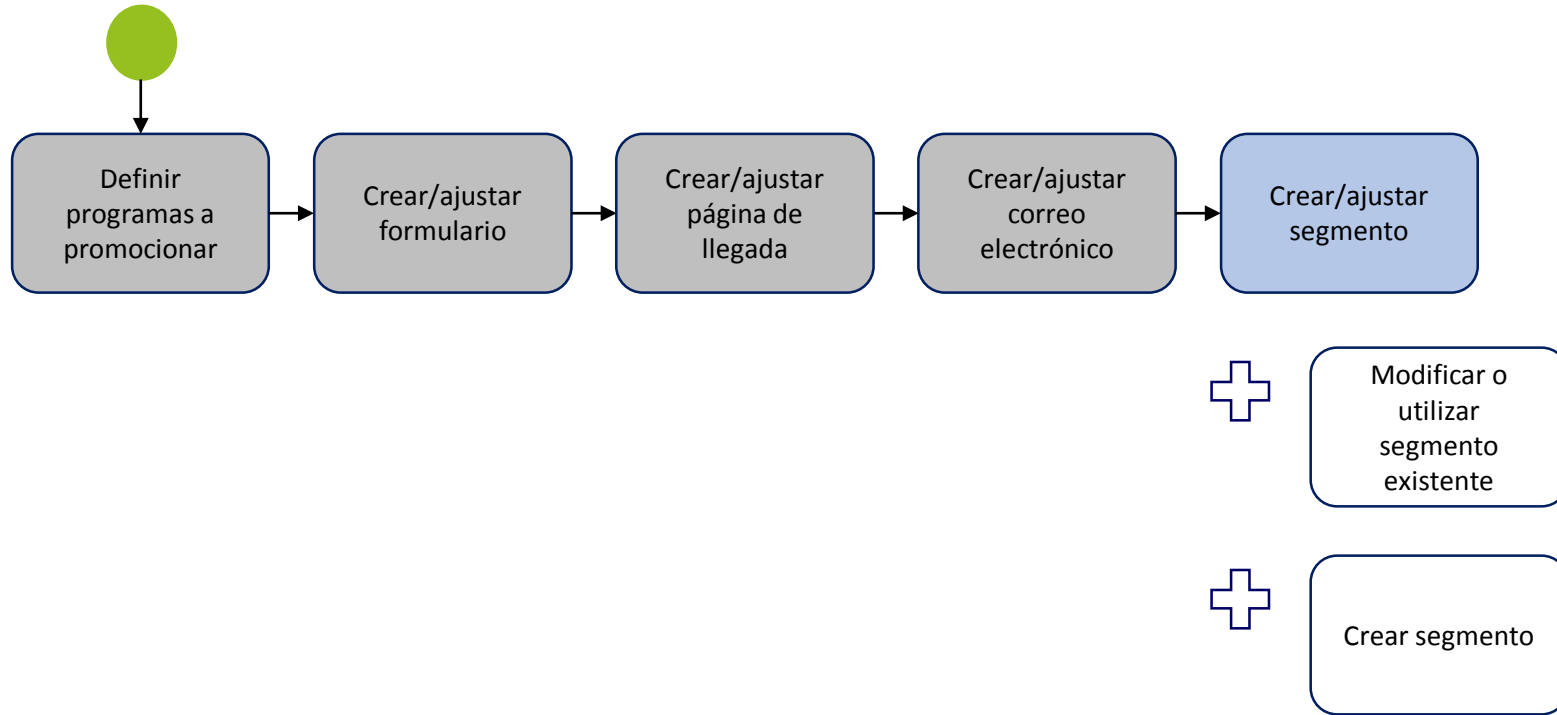 Definir
programas a
promocionar
Crear/ajustar
formulario
Crear/ajustar
página de
llegada
Crear/ajustar
correo
electrónico
Crear/ajustar
segmento
Modificar o
utilizar
segmento
existente
Crear segmento